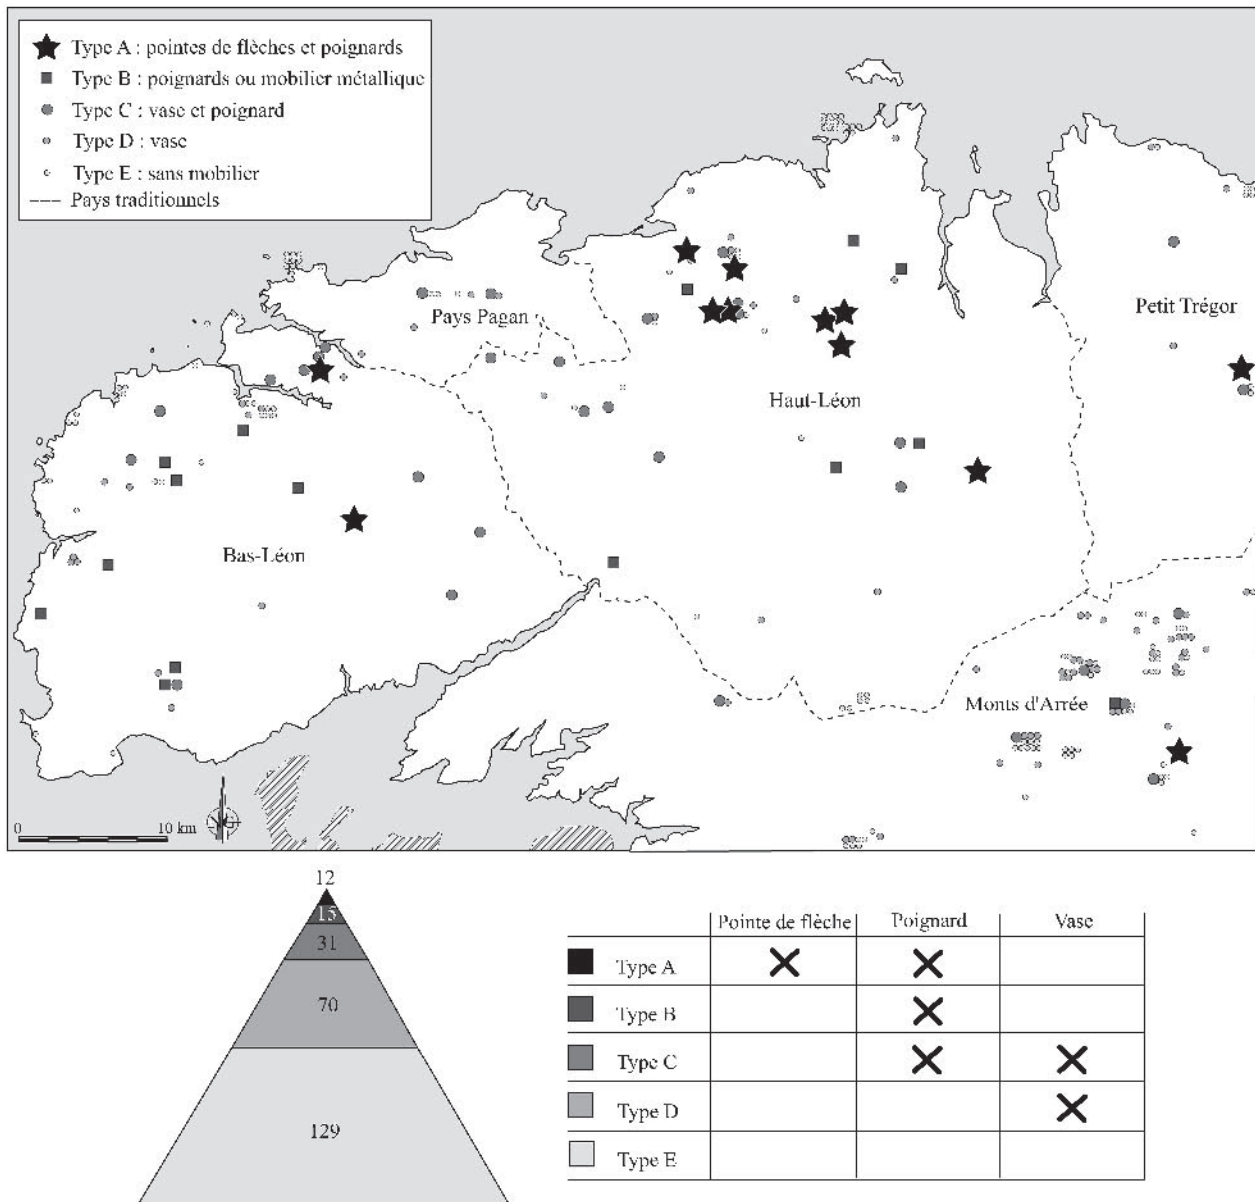 Type A : pointes de flèches et poignards
Type B : poignards ou mobilier métallique
Type C : vase et poignard
Type D : vase
Type E : sans mobilier
Pays traditionnels
Pays Pagan
Petit Trégor
Haut-Léon
Bas-Léon
Monts d'Arrée
0 10 km
12
15
31
70
129
Pointe de flèche Poignard Vase
Type A
Type B
Type C
Type D
Type E